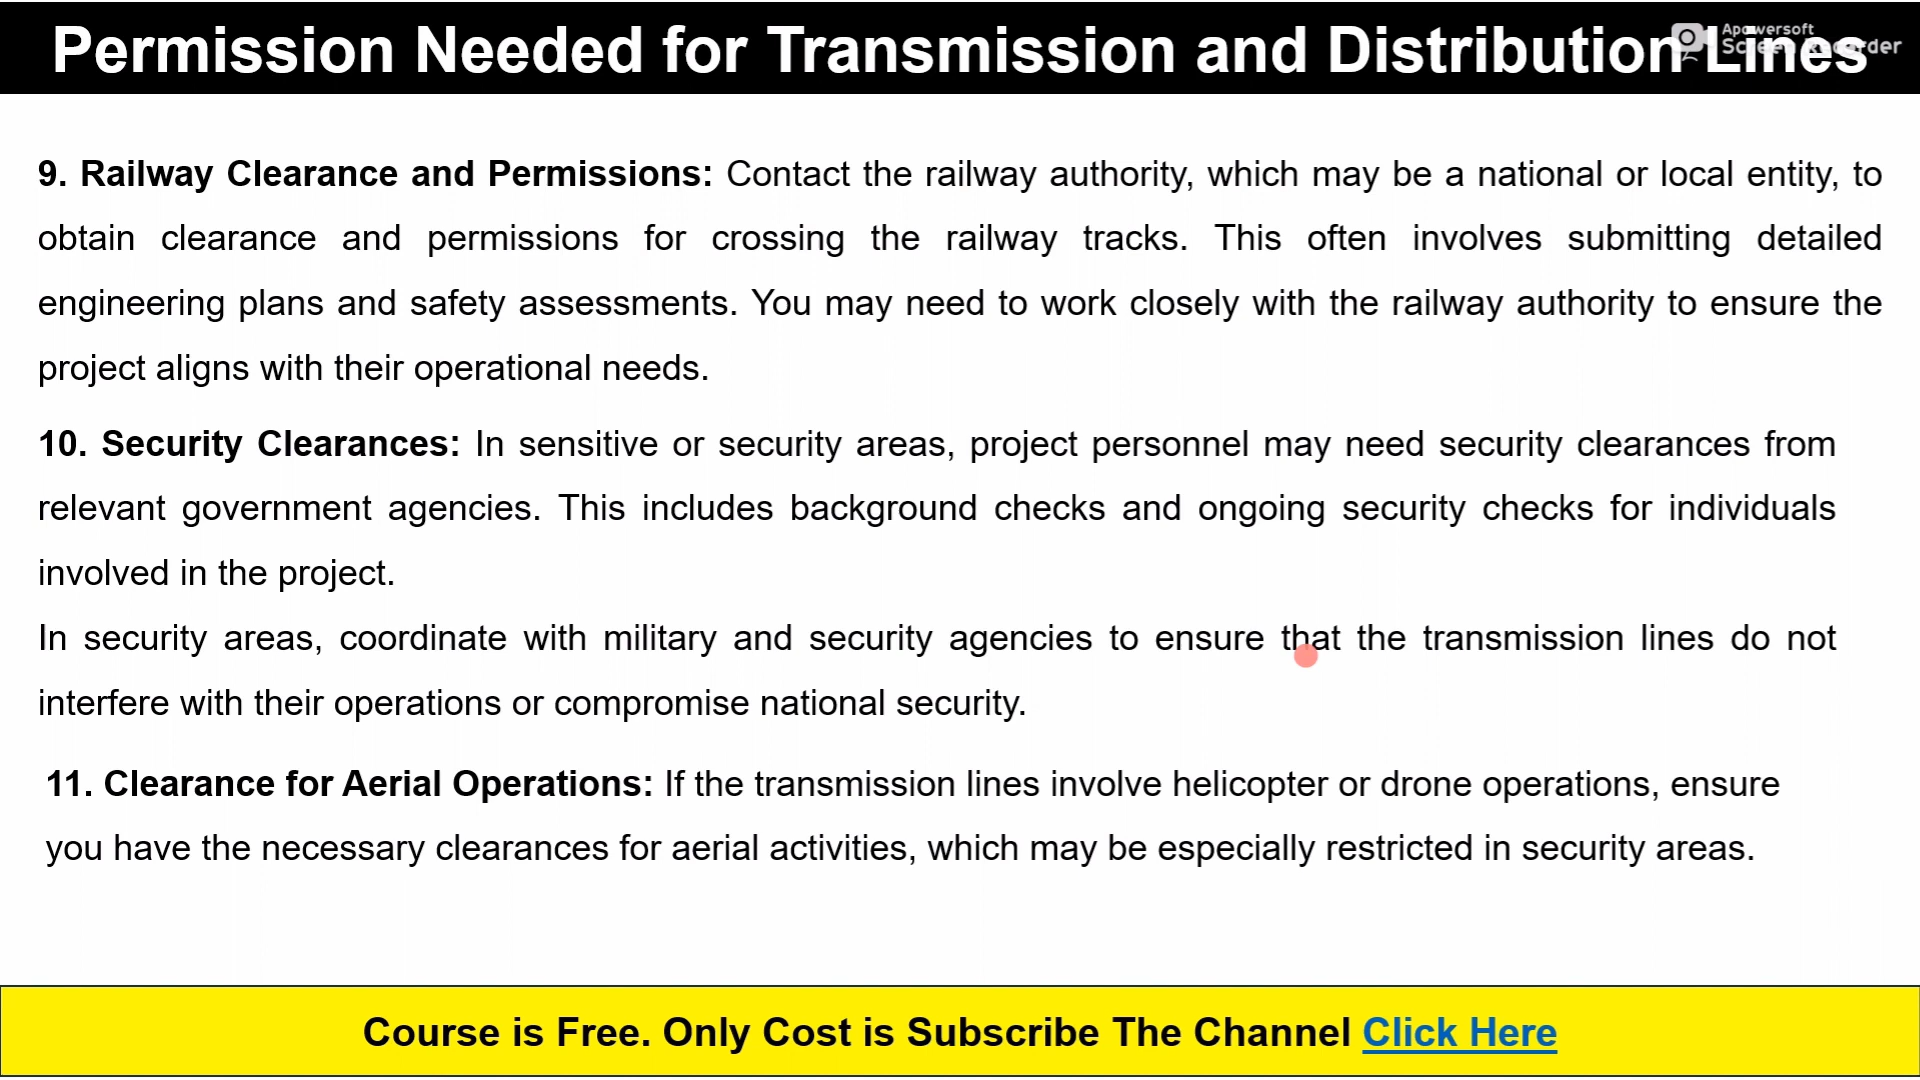 Permission Needed for Transmission and Distribution Lines
Apowersoft
Screen Recorder
9. Railway Clearance and Permissions: Contact the railway authority, which may be a national or local entity, to
obtain clearance and permissions for crossing the railway tracks. This often involves submitting detailed
engineering plans and safety assessments. You may need to work closely with the railway authority to ensure the
project aligns with their operational needs.
10. Security Clearances: In sensitive or security areas, project personnel may need security clearances from
relevant government agencies. This includes background checks and ongoing security checks for individuals
involved in the project.
In security areas, coordinate with military and security agencies to ensure that the transmission lines do not
interfere with their operations or compromise national security.
11. Clearance for Aerial Operations: If the transmission lines involve helicopter or drone operations, ensure
you have the necessary clearances for aerial activities, which may be especially restricted in security areas.
Course is Free. Only Cost is Subscribe The Channel Click Here